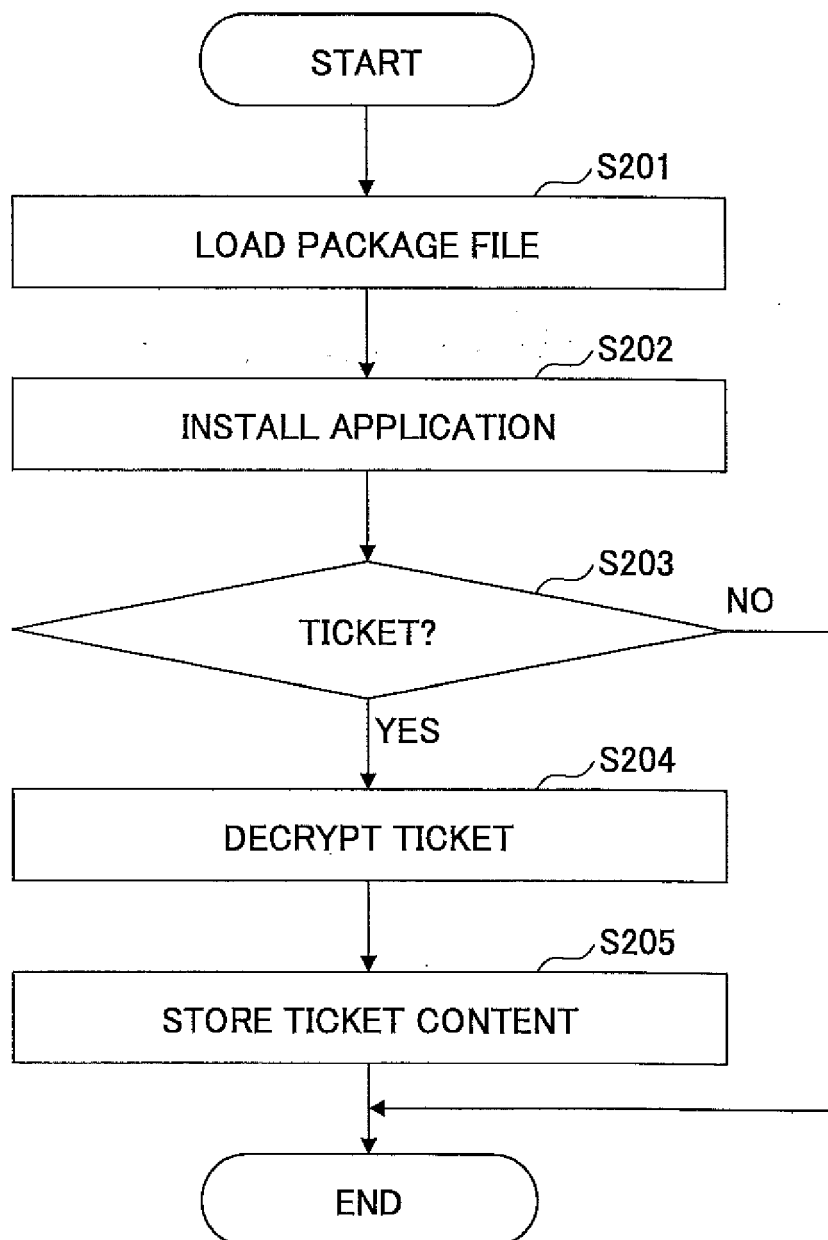 START
S201
LOAD PACKAGE FILE
S202
INSTALL APPLICATION
S203
NO
TICKET?
YES
S204
DECRYPT TICKET
S205
STORE TICKET CONTENT
END